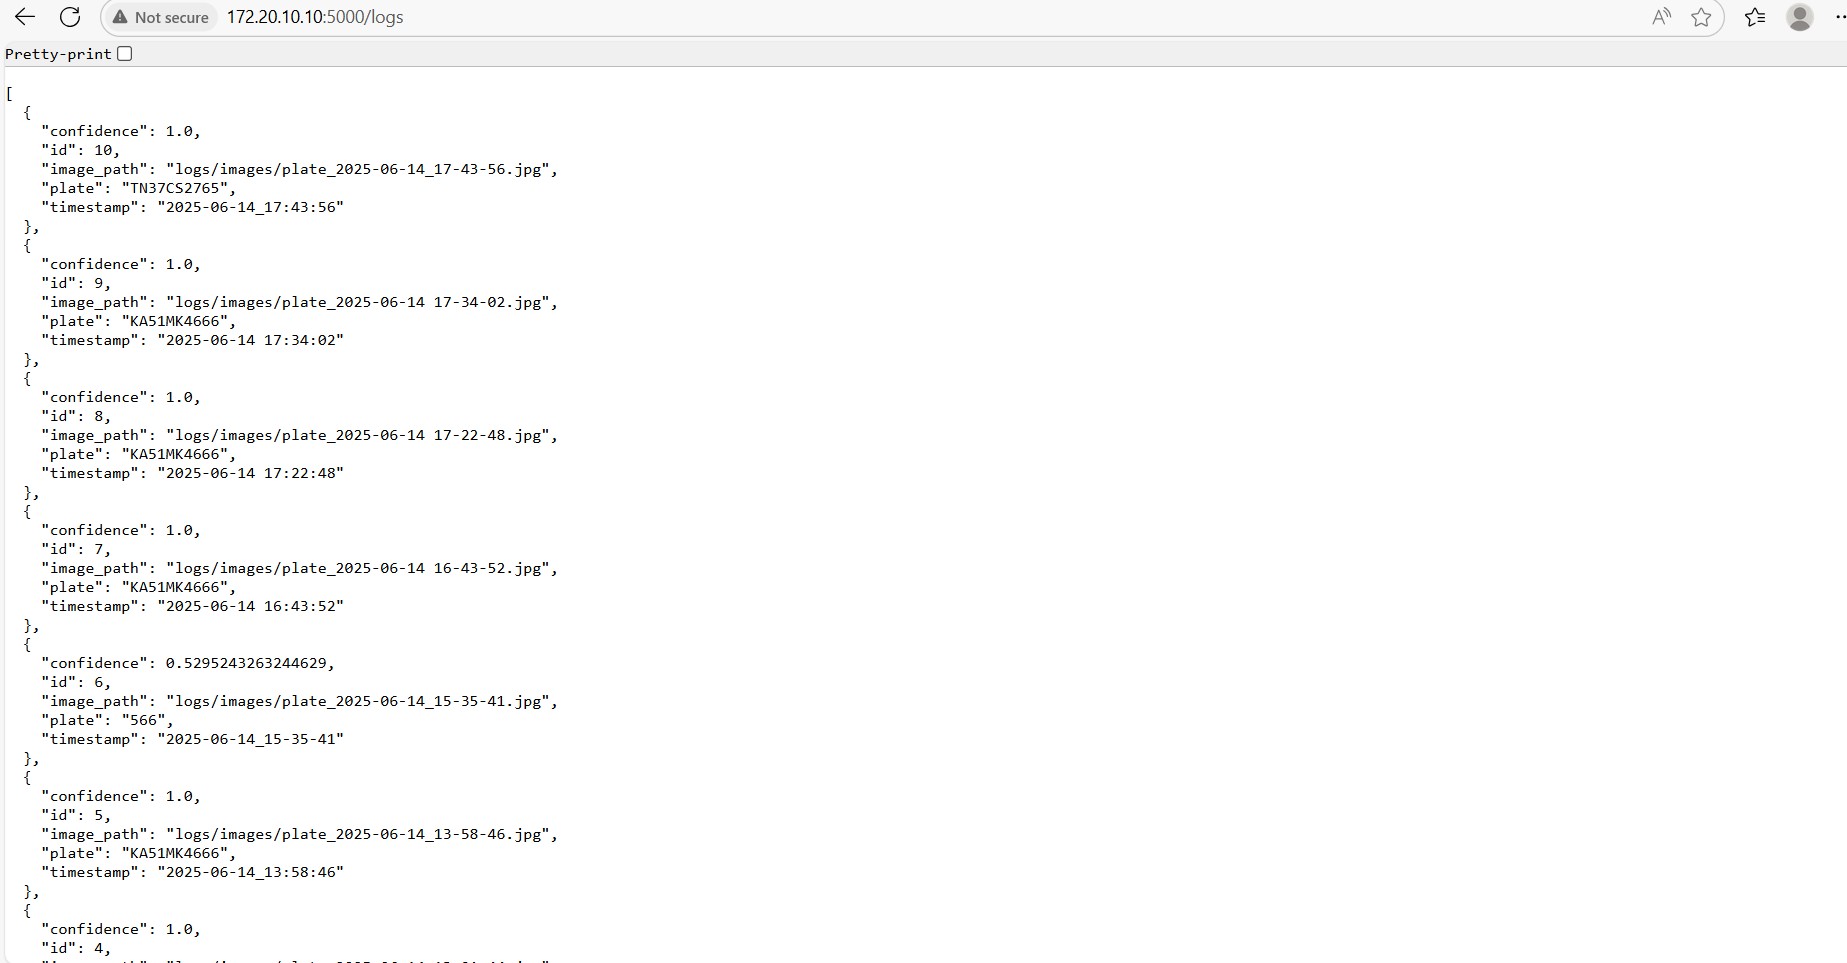 Not secure 172.20.10.10:5000/logs
Pretty-print
[
{
"confidence": 1.0,
"id": 10,
"image_path": "logs/images/plate_2025-06-14_17-43-56.jpg",
"plate": "TN37CS2765",
"timestamp": "2025-06-14_17:43:56"
},
{
"confidence": 1.0,
"id": 9,
"image_path": "logs/images/plate_2025-06-14 17-34-02.jpg",
"plate": "KA51MK4666",
"timestamp": "2025-06-14 17:34:02"
},
{
"confidence": 1.0,
"id": 8,
"image_path": "logs/images/plate_2025-06-14 17-22-48.jpg",
"plate": "KA51MK4666",
"timestamp": "2025-06-14 17:22:48"
},
{
"confidence": 1.0,
"id": 7,
"image_path": "logs/images/plate_2025-06-14 16-43-52.jpg",
"plate": "KA51MK4666",
"timestamp": "2025-06-14 16:43:52"
},
{
"confidence": 0.5295243263244629,
"id": 6,
"image_path": "logs/images/plate_2025-06-14_15-35-41.jpg",
"plate": "566",
"timestamp": "2025-06-14_15-35-41"
},
{
"confidence": 1.0,
"id": 5,
"image_path": "logs/images/plate_2025-06-14_13-58-46.jpg",
"plate": "KA51MK4666",
"timestamp": "2025-06-14_13:58:46"
},
{
"confidence": 1.0,
"id": 4,